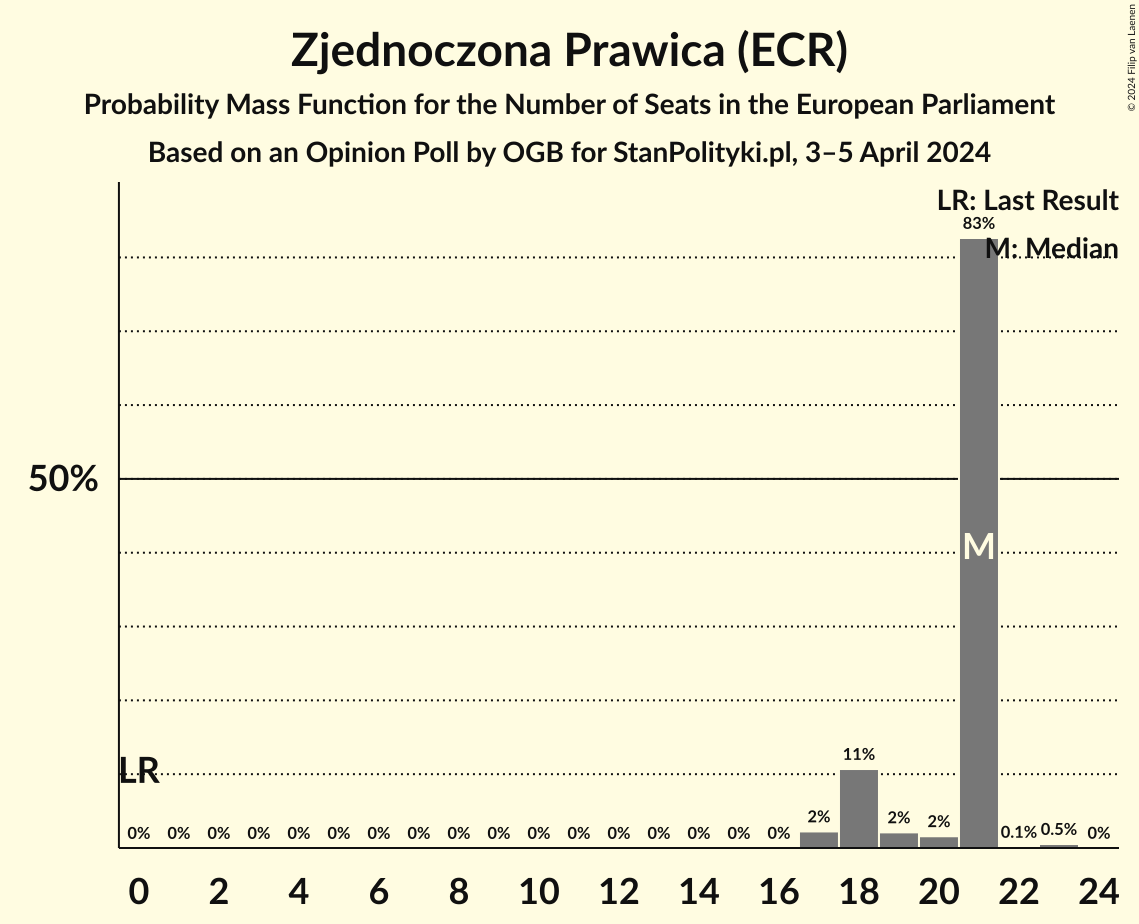 Zjednoczona Prawica (ECR)
Probability Mass Function for the Number of Seats in the European Parliament
Based on an Opinion Poll by OGB for StanPolityki.pl, 3–5 April 2024
© 2024 Filip van Laenen
LR: Last Result
83%
M: Median
50%
M
11%
LR
0% 0% 0% 0% 0% 0% 0% 0% 0% 0% 0% 0% 0% 0% 0% 0% 0% 2% 2% 2% 0.1% 0.5% 0%
0 2 4 6 8 10 12 14 16 18 20 22 24